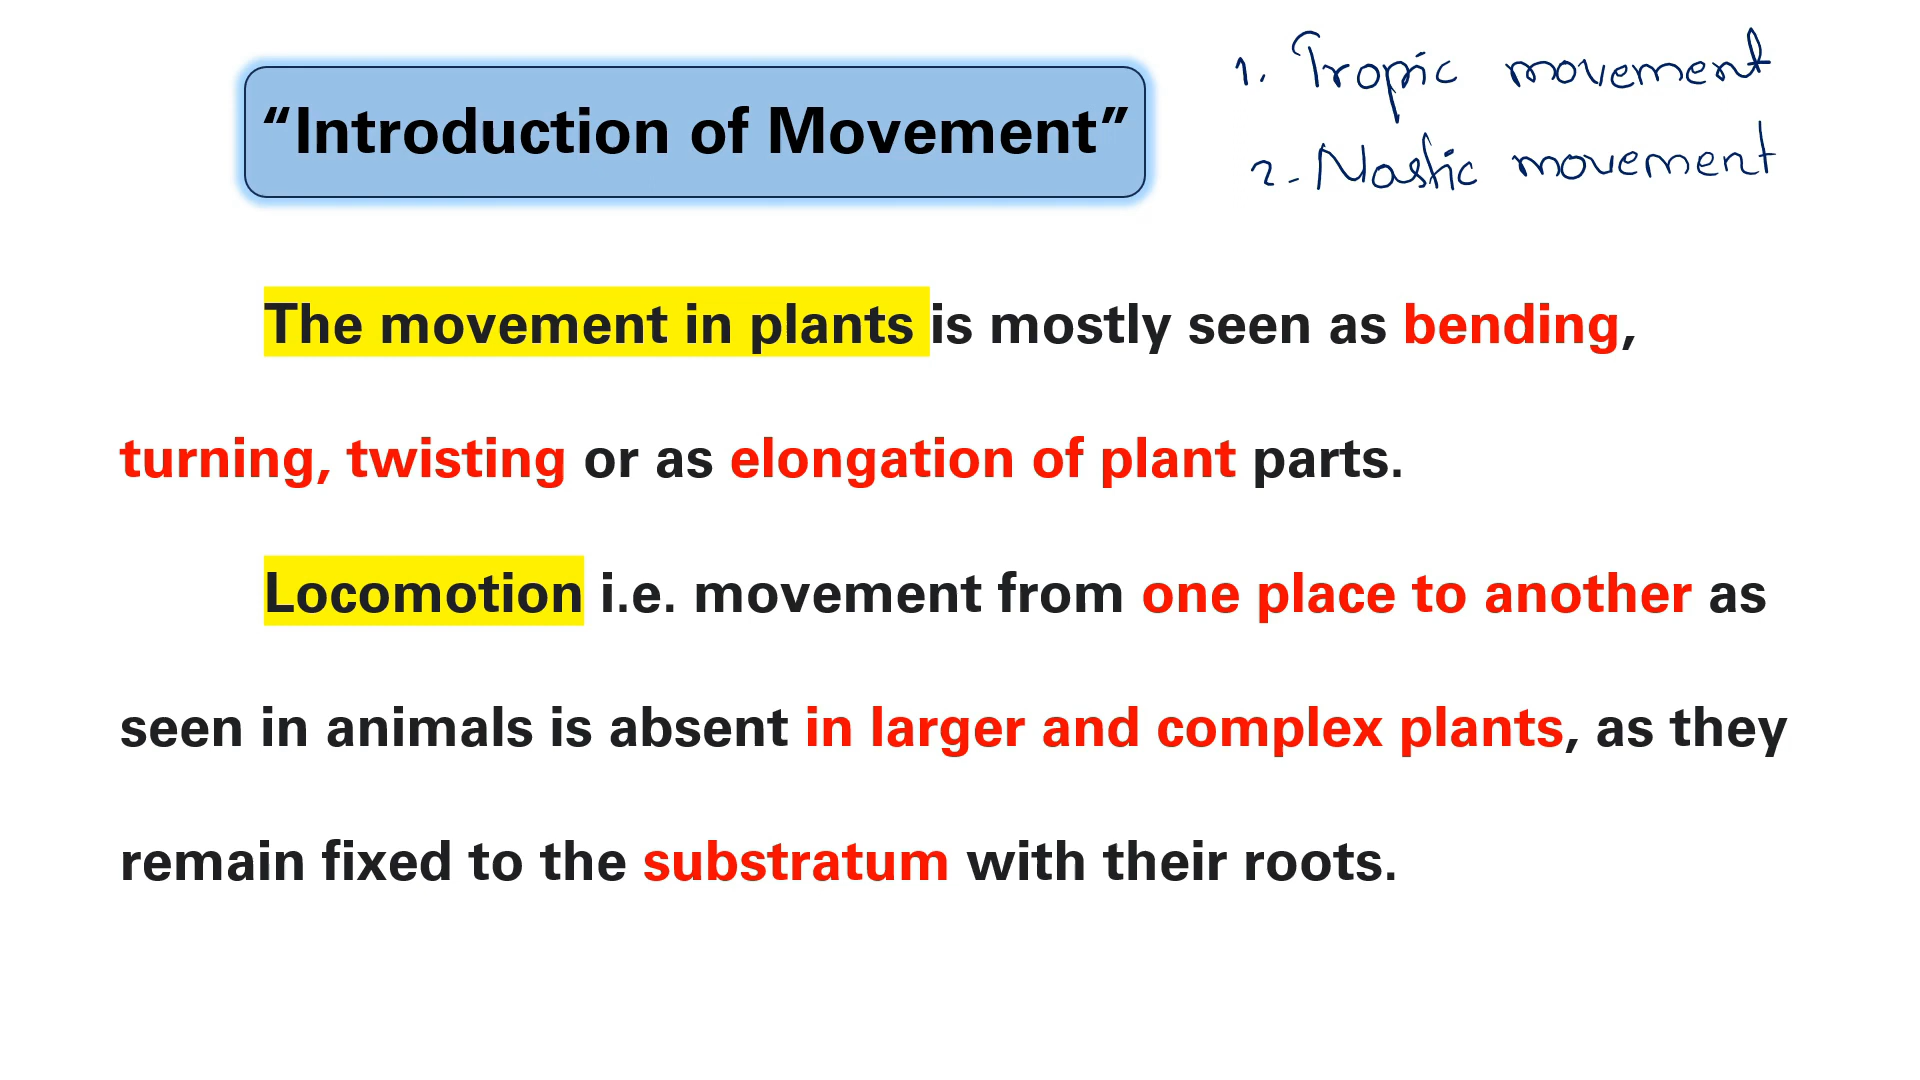 “Introduction of Movement”
1. Tropic movement
2- Nastic movement
The movement in plants is mostly seen as bending,
turning, twisting or as elongation of plant parts.
Locomotion i.e. movement from one place to another as
seen in animals is absent in larger and complex plants, as they
remain fixed to the substratum with their roots.